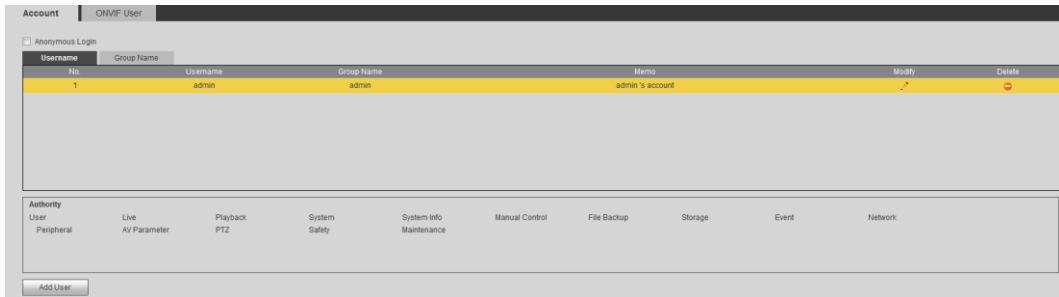 Account ONVIF User
Anonymous Login
Username Group Name
No. Username Group Name Memo Modify Delete
1 admin admin admin 's account
Authority
User Live Playback System System Info Manual Control File Backup Storage Event Network
Peripheral AV Parameter PTZ Safety Maintenance
Add User